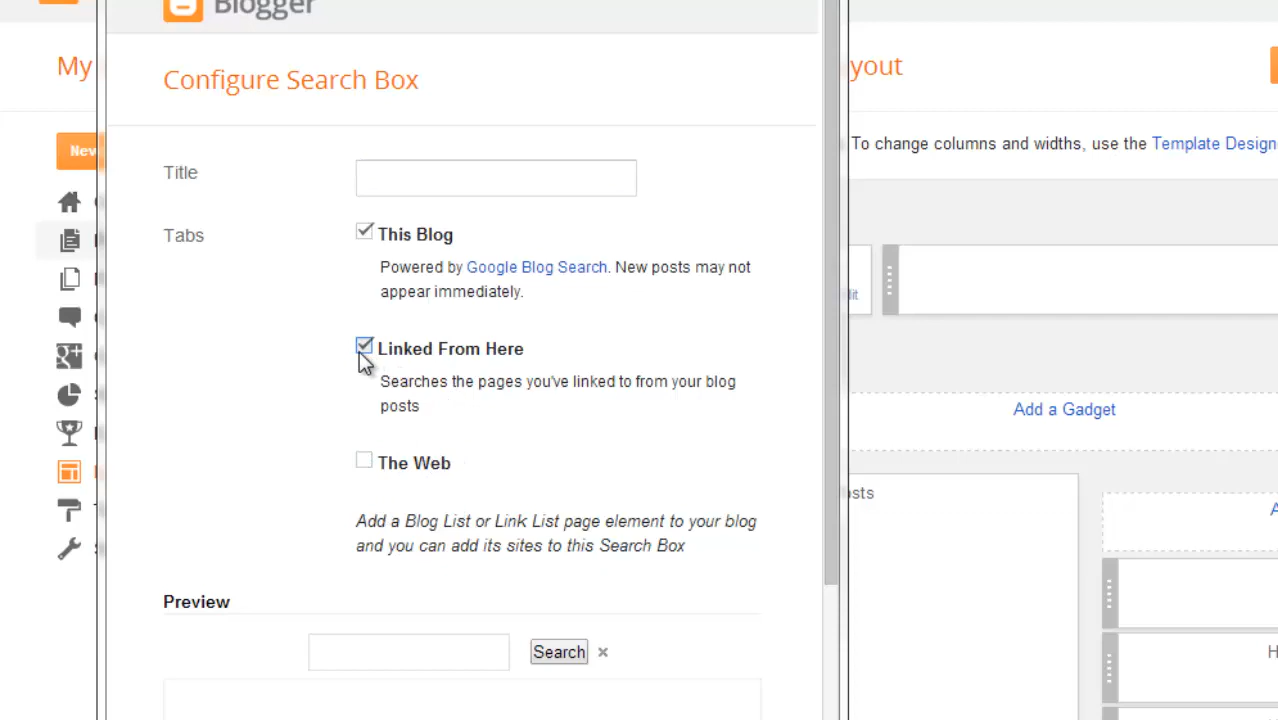 Blogger
My
yout
Configure Search Box
New
To change columns and widths, use the Template Design
Title
Tabs
This Blog
Powered by Google Blog Search. New posts may not
appear immediately.
Linked From Here
Searches the pages you've linked to from your blog
posts
Add a Gadget
The Web
osts
Add a Blog List or Link List page element to your blog
and you can add its sites to this Search Box
Preview
Search